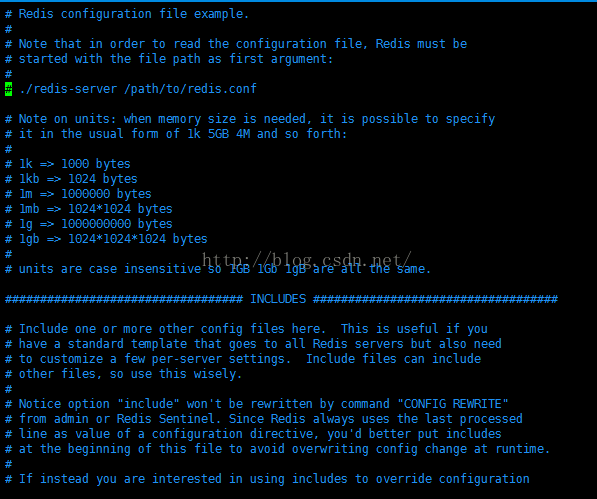 # Redis configuration file example.
#
# Note that in order to read the configuration file, Redis must be
# started with the file path as first argument:
#
# ./redis-server /path/to/redis.conf
# Note on units: when memory size is needed, it is possible to specify
# it in the usual form of 1k 5GB 4M and so forth:
#
# 1k => 1000 bytes
# 1kb => 1024 bytes
# 1m => 1000000 bytes
# 1mb => 1024*1024 bytes
# 1g => 1000000000 bytes
# 1gb => 1024*1024*1024 bytes
#
http://blog.csdn.net/
# units are case insensitive so 1GB 1Gb 1gB are all the same.
################################## INCLUDES ###################################
# Include one or more other config files here.  This is useful if you
# have a standard template that goes to all Redis servers but also need
# to customize a few per-server settings.  Include files can include
# other files, so use this wisely.
#
# Notice option "include" won't be rewritten by command "CONFIG REWRITE"
# from admin or Redis Sentinel. Since Redis always uses the last processed
# line as value of a configuration directive, you'd better put includes
# at the beginning of this file to avoid overwriting config change at runtime.
#
# If instead you are interested in using includes to override configuration